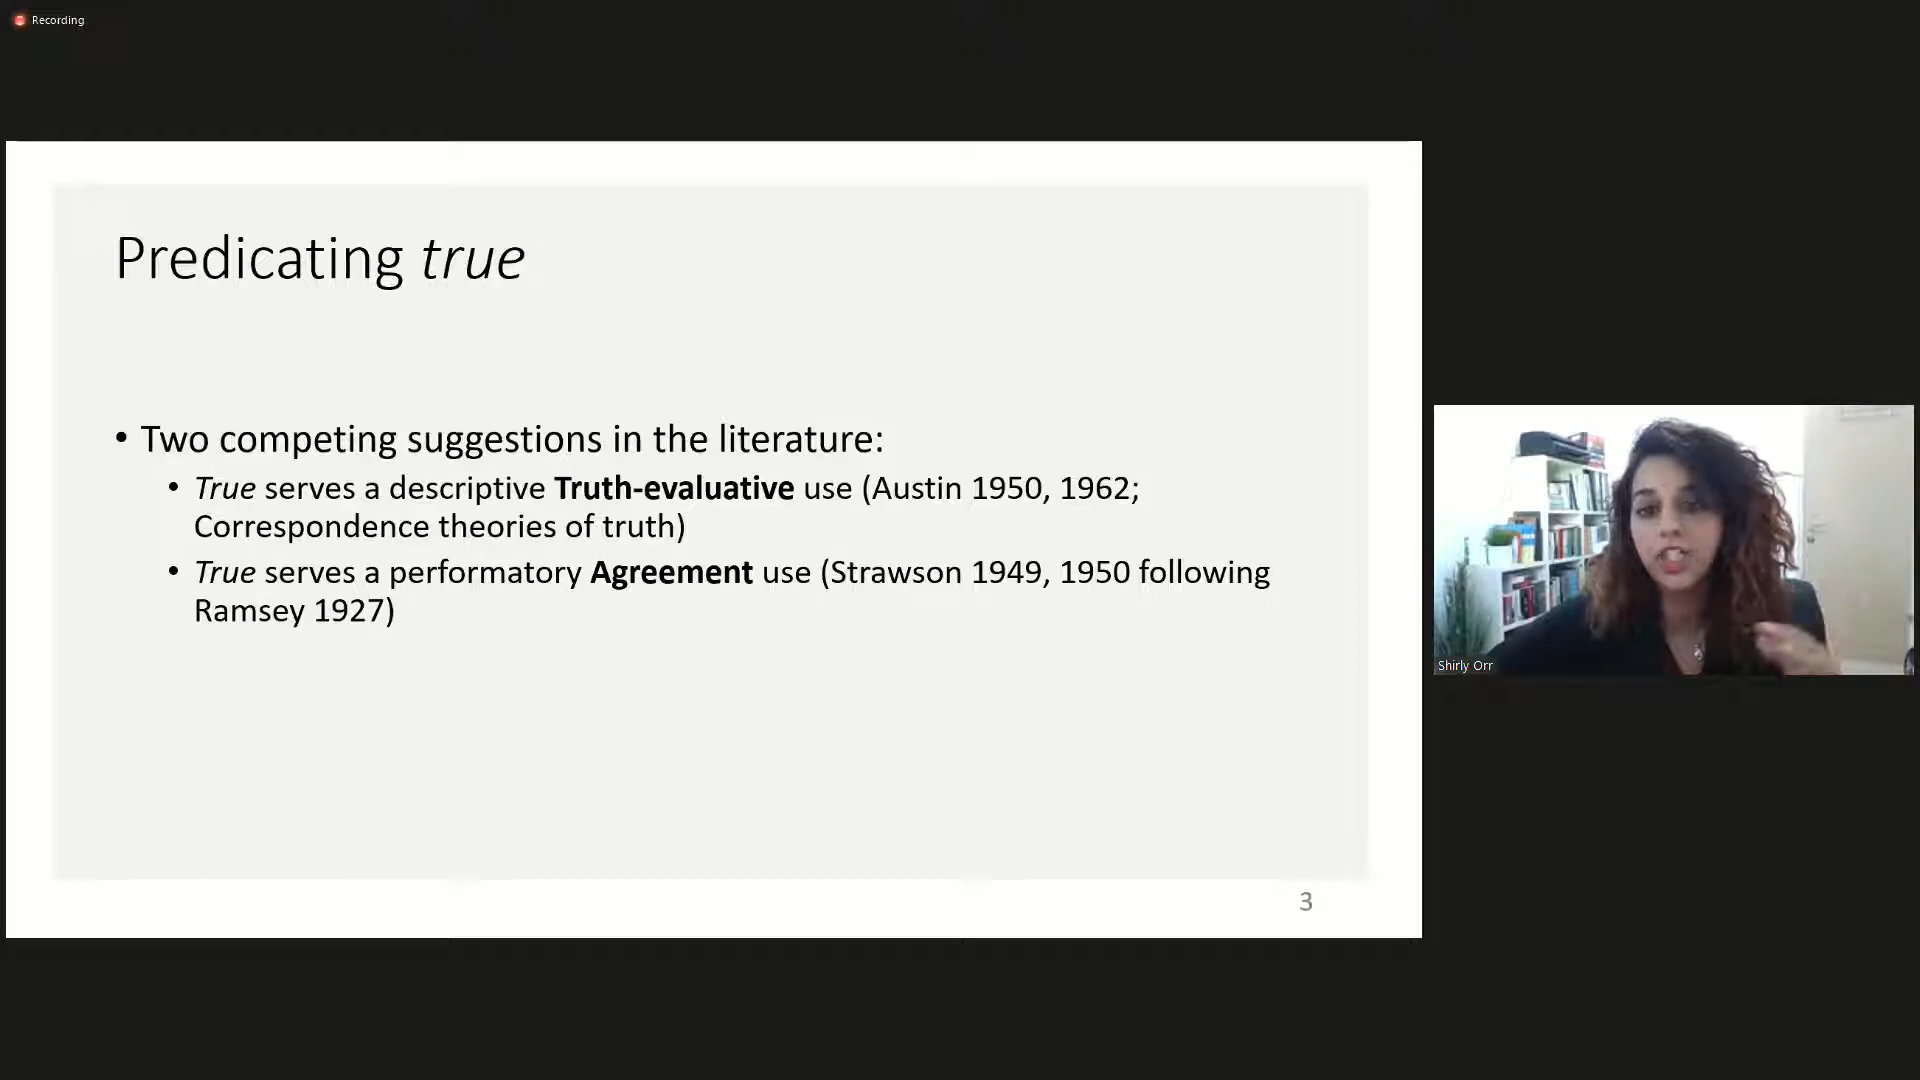 Recording
Predicating true
• Two competing suggestions in the literature:
• True serves a descriptive Truth-evaluative use (Austin 1950, 1962;
Correspondence theories of truth)
• True serves a performatory Agreement use (Strawson 1949, 1950 following
Ramsey 1927)
3
Shirly Orr